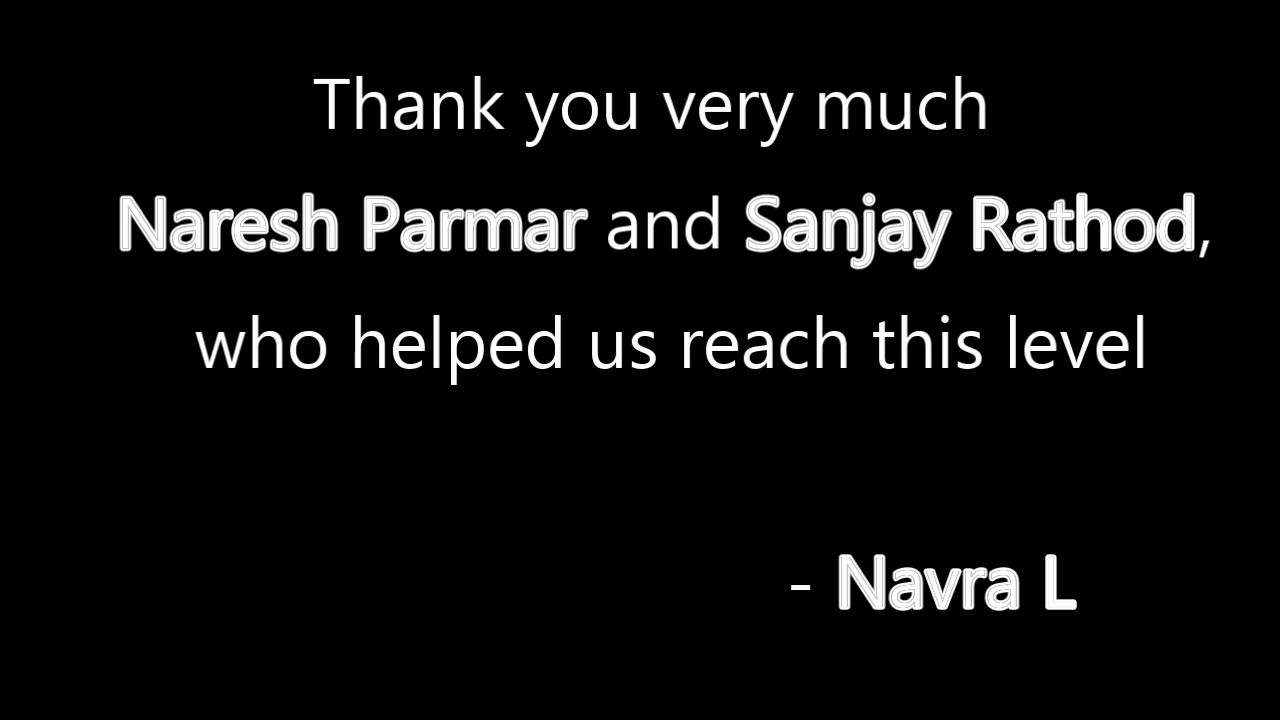 Thank you very much
Naresh Parmar and Sanjay Rathod,
who helped us reach this level
- Navra L